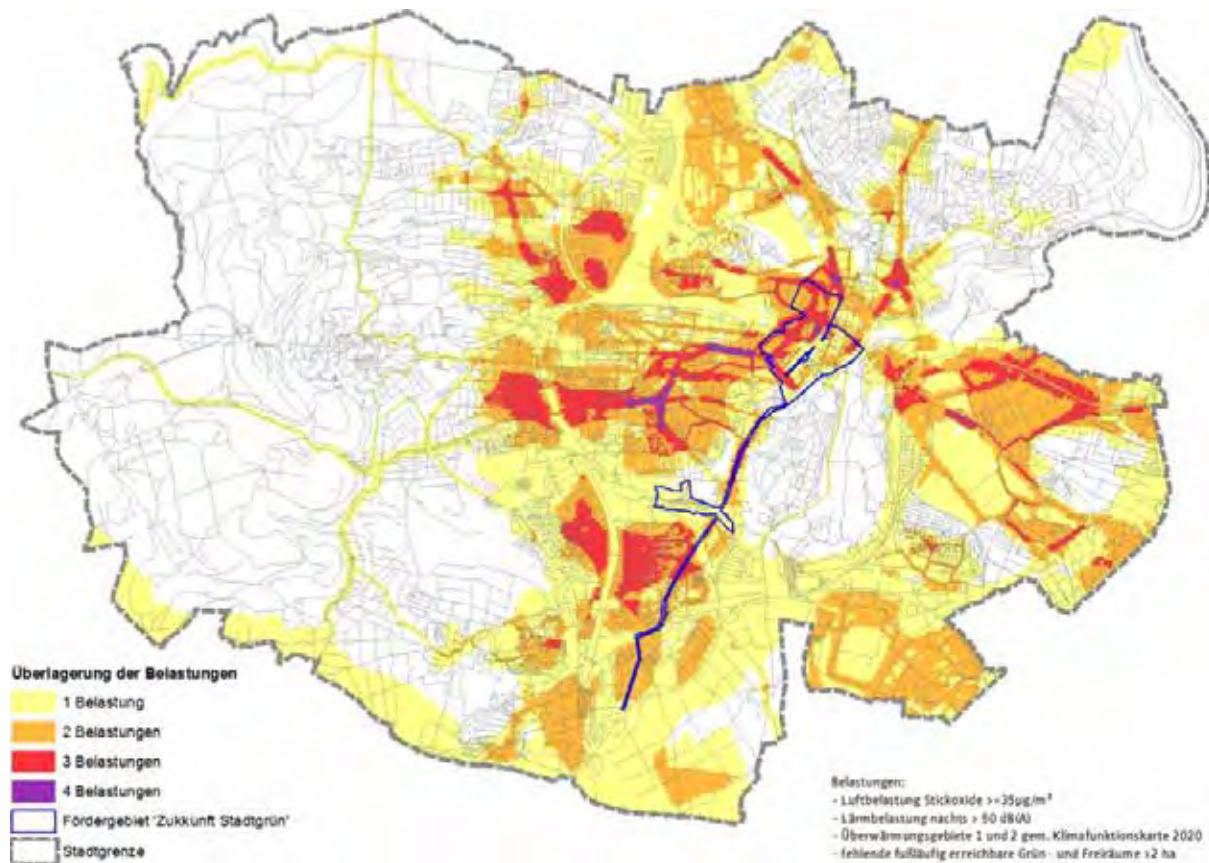 Überlagerung der Belastungen
1 Belastung
2 Belastungen
3 Belastungen
4 Belastungen
Fördergebiet 'Zukkunft Stadtgrün'
Stadtgrenze
Belastungen:
- Luftbelastung Stickoxide >=35µg/m³
- Lärmbelastung nachts > 50 dB(A)
- Überwärmungsgebiete 1 und 2 gem. Klimafunktionskarte 2020
- fehlende fußläufig erreichbare Grün- und Freiräume >2 ha